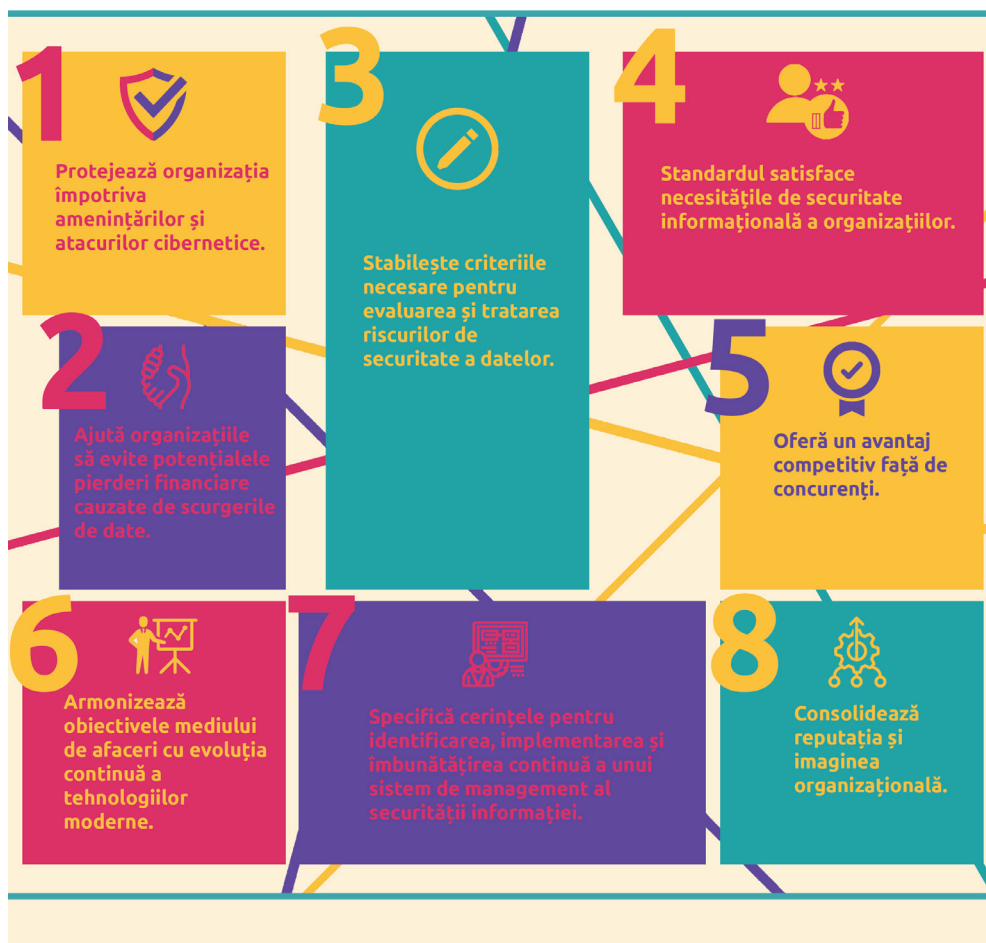 1
Protejează organizația
împotriva
amenințărilor și
atacurilor cibernetice.
2
Ajută organizațiile
să evite potențialele
pierderi financiare
cauzate de scurgerile
de date.
3
Stabilește criteriile
necesare pentru
evaluarea și tratarea
riscurilor de
securitate a datelor.
4
Standardul satisface
necesitățile de securitate
informațională a organizațiilor.
5
Oferă un avantaj
competitiv față de
concurenți.
6
Armonizează
obiectivele mediului
de afaceri cu evoluția
continuă a
tehnologiilor
moderne.
7
Specifică cerințele pentru
identificarea, implementarea și
îmbunătățirea continuă a unui
sistem de management al
securității informației.
8
Consolidează
reputația și
imaginea
organizațională.